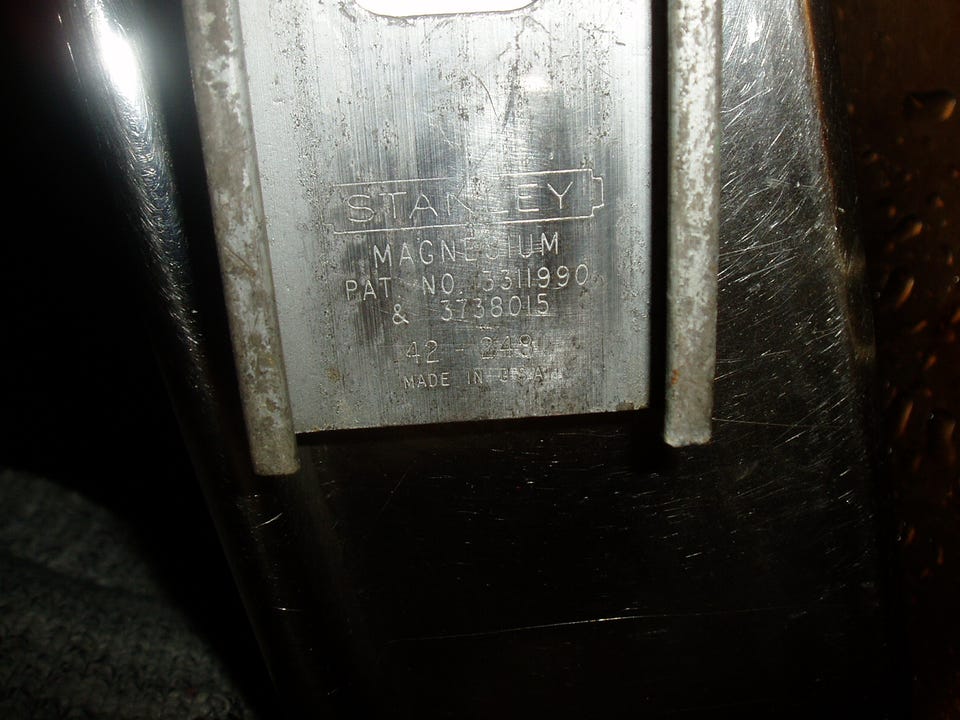 STANLEY
MAGNESIUM
PAT NO. 3311990
& 3738015
42-248
MADE IN U.S.A.